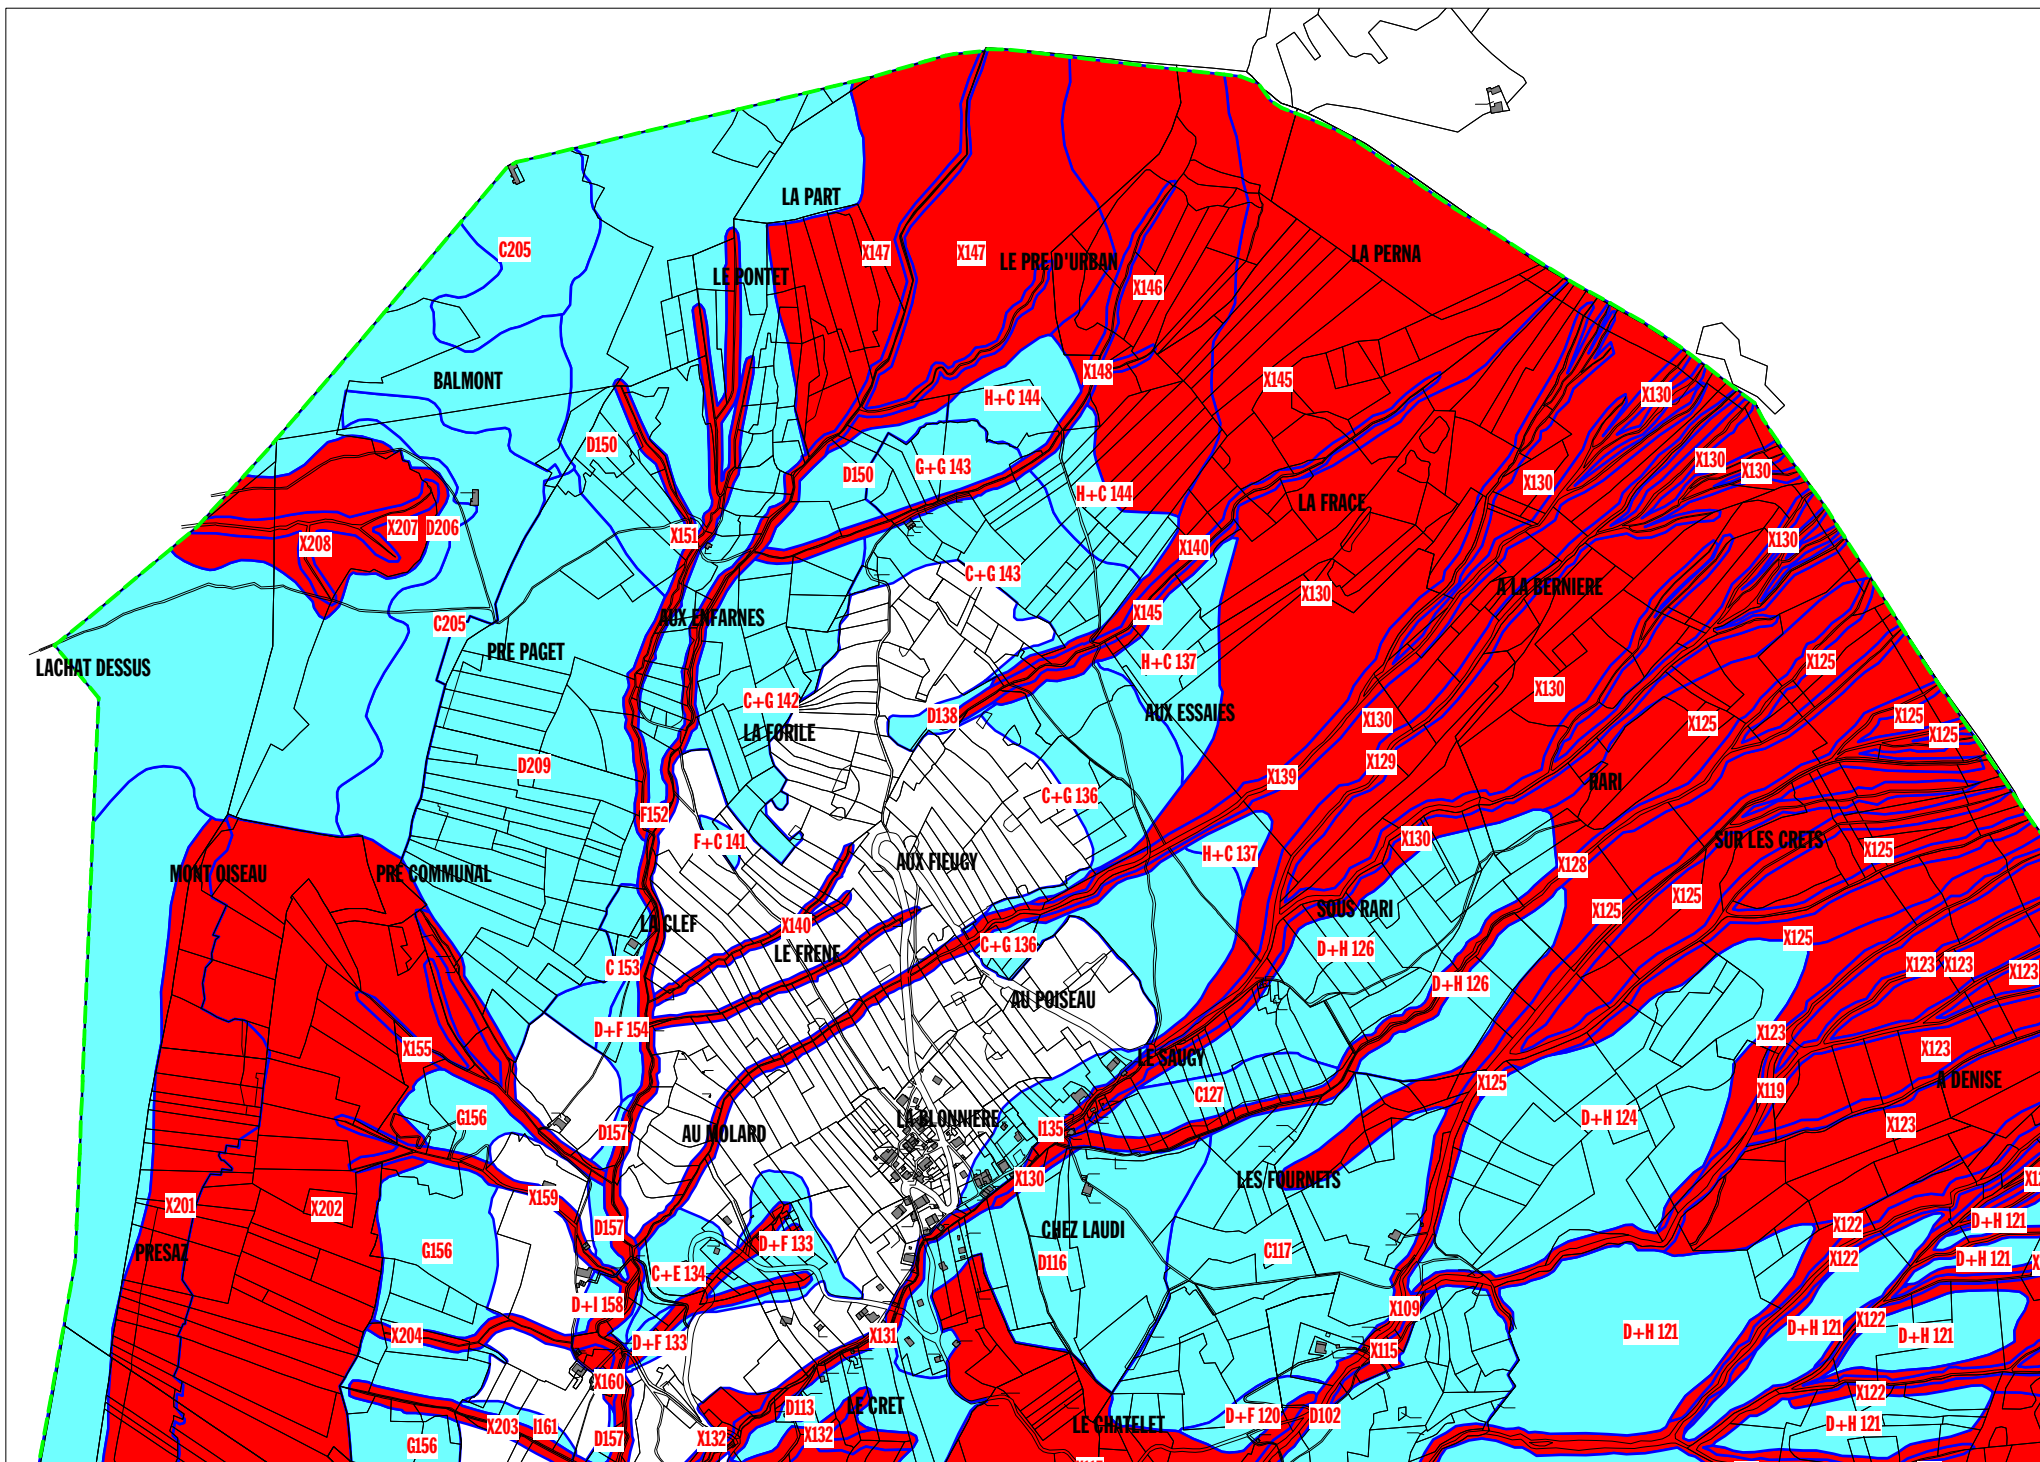 LA PART
C205
X147
X147
LE PRE D'URBAN
LA PERNA
LE PONTET
X146
BALMONT
X148
X145
H+C 144
X130
D150
D150
G+G 143
X130
X130
X130
H+C 144
LA FRACE
X207
D206
X208
X151
X140
X130
C+G 143
A LA BERNIERE
X130
C205
AUX ENFARNES
X145
PRE PAGET
LACHAT DESSUS
H+C 137
X125
X130
C+G 142
D138
AUX ESSAIES
X130
X125
X125
X125
LA FORILE
D209
X129
X139
RARI
C+G 136
F152
F+C 141
X130
SUR LES CRETS
X125
H+C 137
AUX FIEUGY
X128
MONT OISEAU
PRE COMMUNAL
X125
X125
SOUS RARI
LA CLEF
X140
X125
LE FRENE
C+G 136
D+H 126
C 153
X123
X123
X123
D+H 126
AU POISEAU
D+F 154
X123
X155
LE SAUGY
X123
X125
A DENISE
X119
C127
G156
LA BLONNIERE
D+H 124
X123
D157
AU MOLARD
I135
X130
LES FOURNETS
X159
X201
X202
D157
X122
D+H 121
CHEZ LAUDI
D+F 133
PRESAZ
G156
C117
X122
D+H 121
D116
C+E 134
D+I 158
X109
X122
D+H 121
D+H 121
D+H 121
X204
X131
D+F 133
X115
X160
X122
D113
LE CRET
D+F 120
D102
D+H 121
LE CHATELET
X203
I161
X132
X132
D157
G156